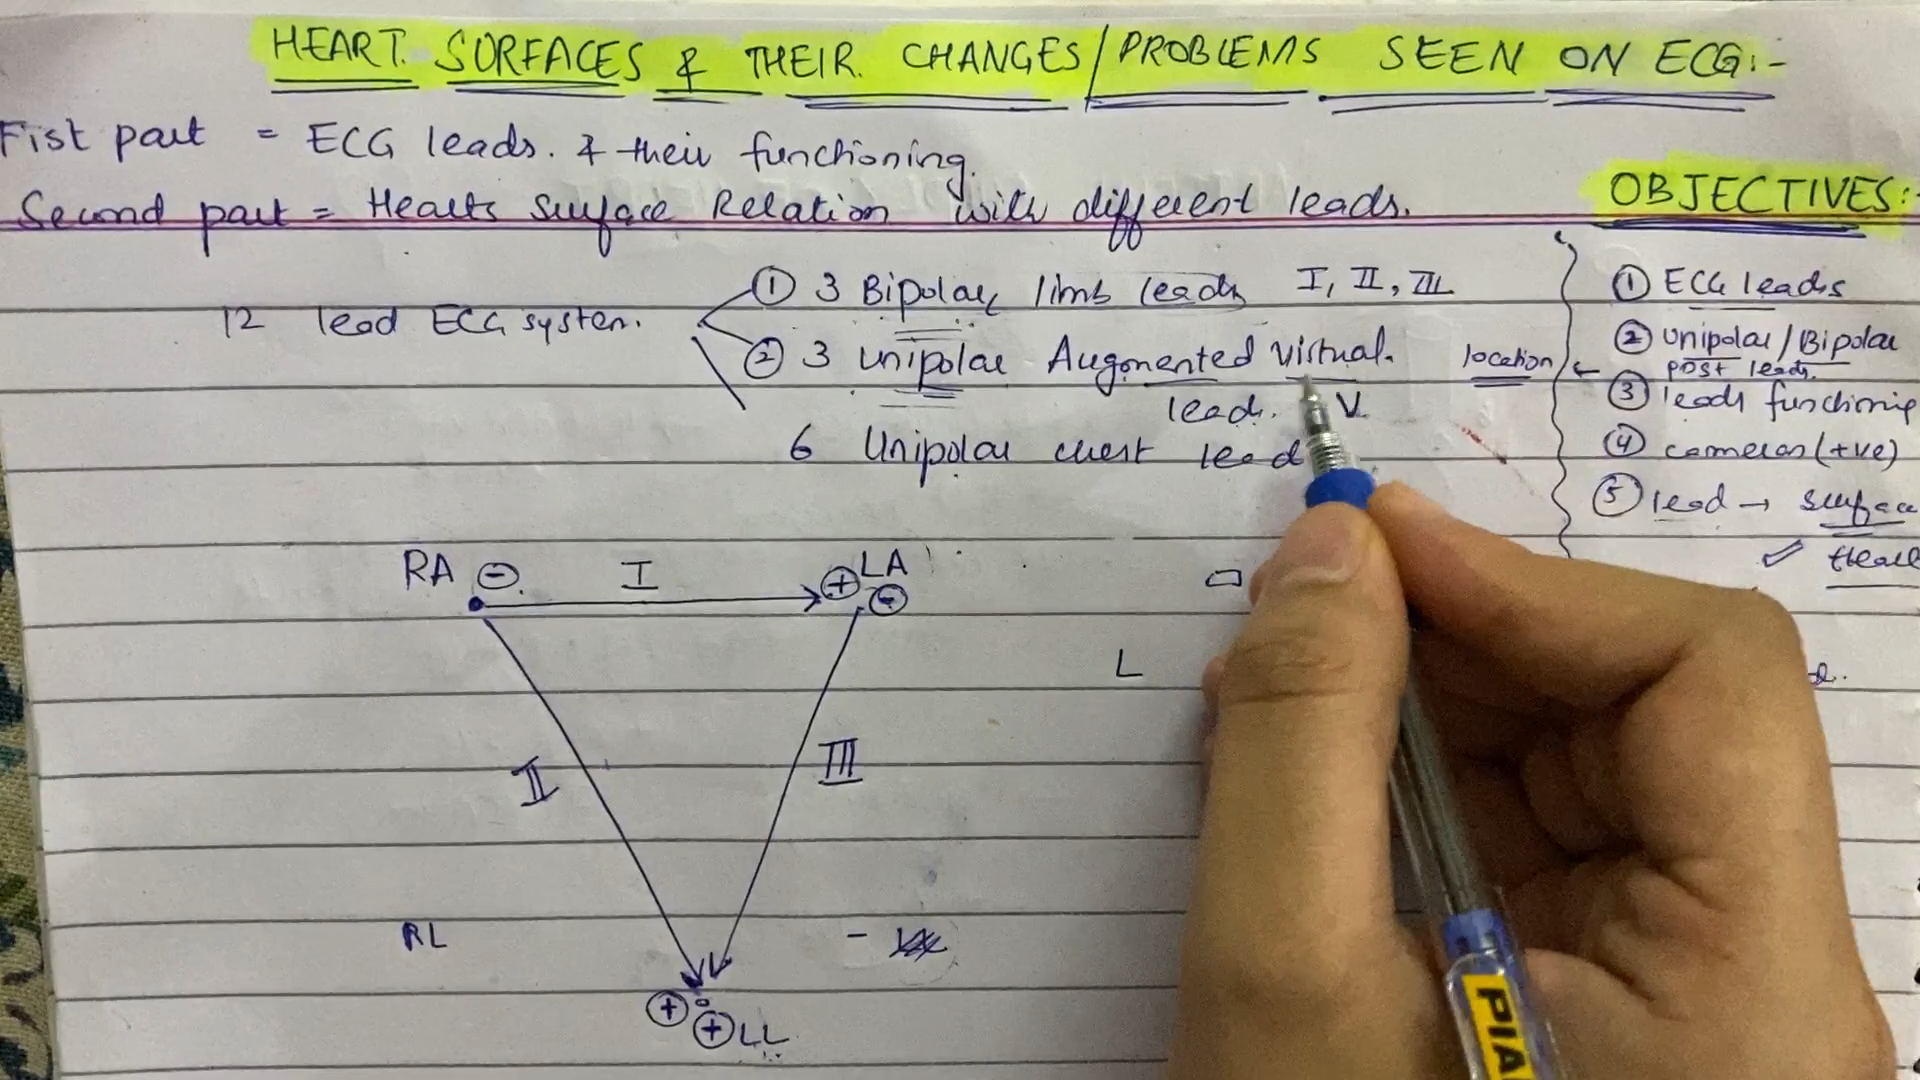 HEART SURFACES & THEIR CHANGES/PROBLEMS SEEN ON ECG:-
Fist part = ECG leads. & their functioning.
Second part = Hearts Surface Relation with different leads.
OBJECTIVES:-
12 lead ECG system.
① 3 Bipolar limb leads I, II, III
② 3 unipolar Augmented virtual.
lead. V
6 Unipolar chest lead
location
① ECG leads
② Unipolar/Bipolar
post leads.
③ leads functioning
④ cameras (+ve)
⑤ lead → surface
✓ Heart
RA ⊖ I ⊕ LA
⊖
L
II III
RL -
⊕ ⊕ LL
PIA